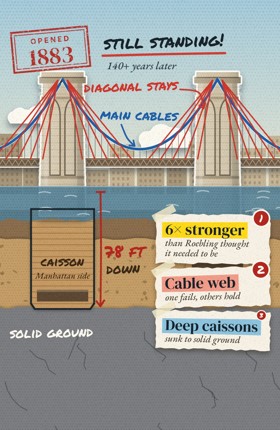 OPENED
1883
STILL STANDING!
140+ years later
DIAGONAL STAYS
MAIN CABLES
CAISSON
Manhattan side
78 FT
DOWN
SOLID GROUND
1
6× stronger
than Roebling thought
it needed to be
2
Cable web
one fails, others hold
3
Deep caissons
sunk to solid ground